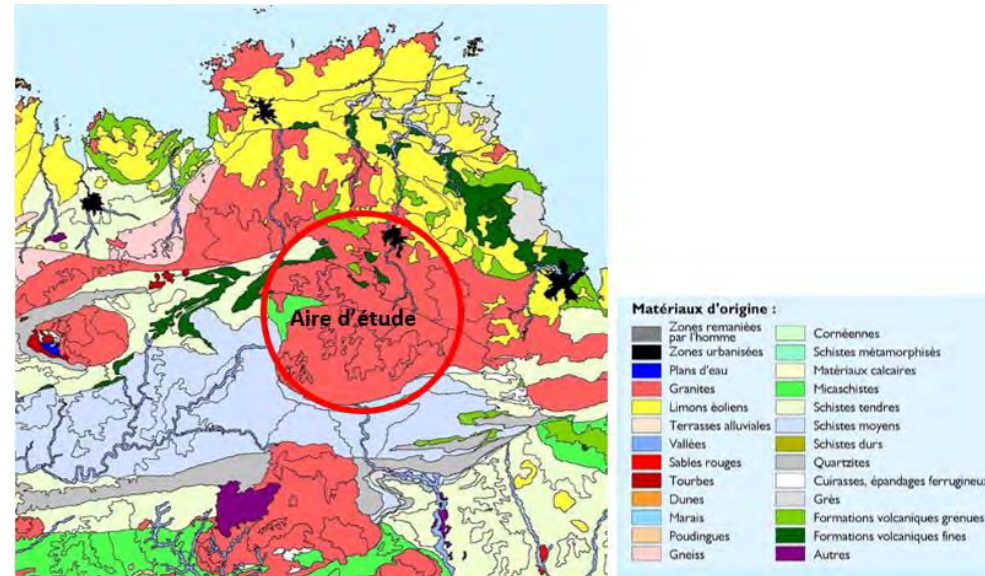 Aire d'étude
Matériaux d'origine :
Zones remaniées
par l'homme
Zones urbanisées
Plans d'eau
Granites
Limons éoliens
Terrasses alluviales
Vallées
Sables rouges
Tourbes
Dunes
Marais
Poudingues
Gneiss
Cornéennes
Schistes métamorphisés
Matériaux calcaires
Micaschistes
Schistes tendres
Schistes moyens
Schistes durs
Quartzites
Cuirasses, épandages ferrugineux
Grès
Formations volcaniques grenues
Formations volcaniques fines
Autres